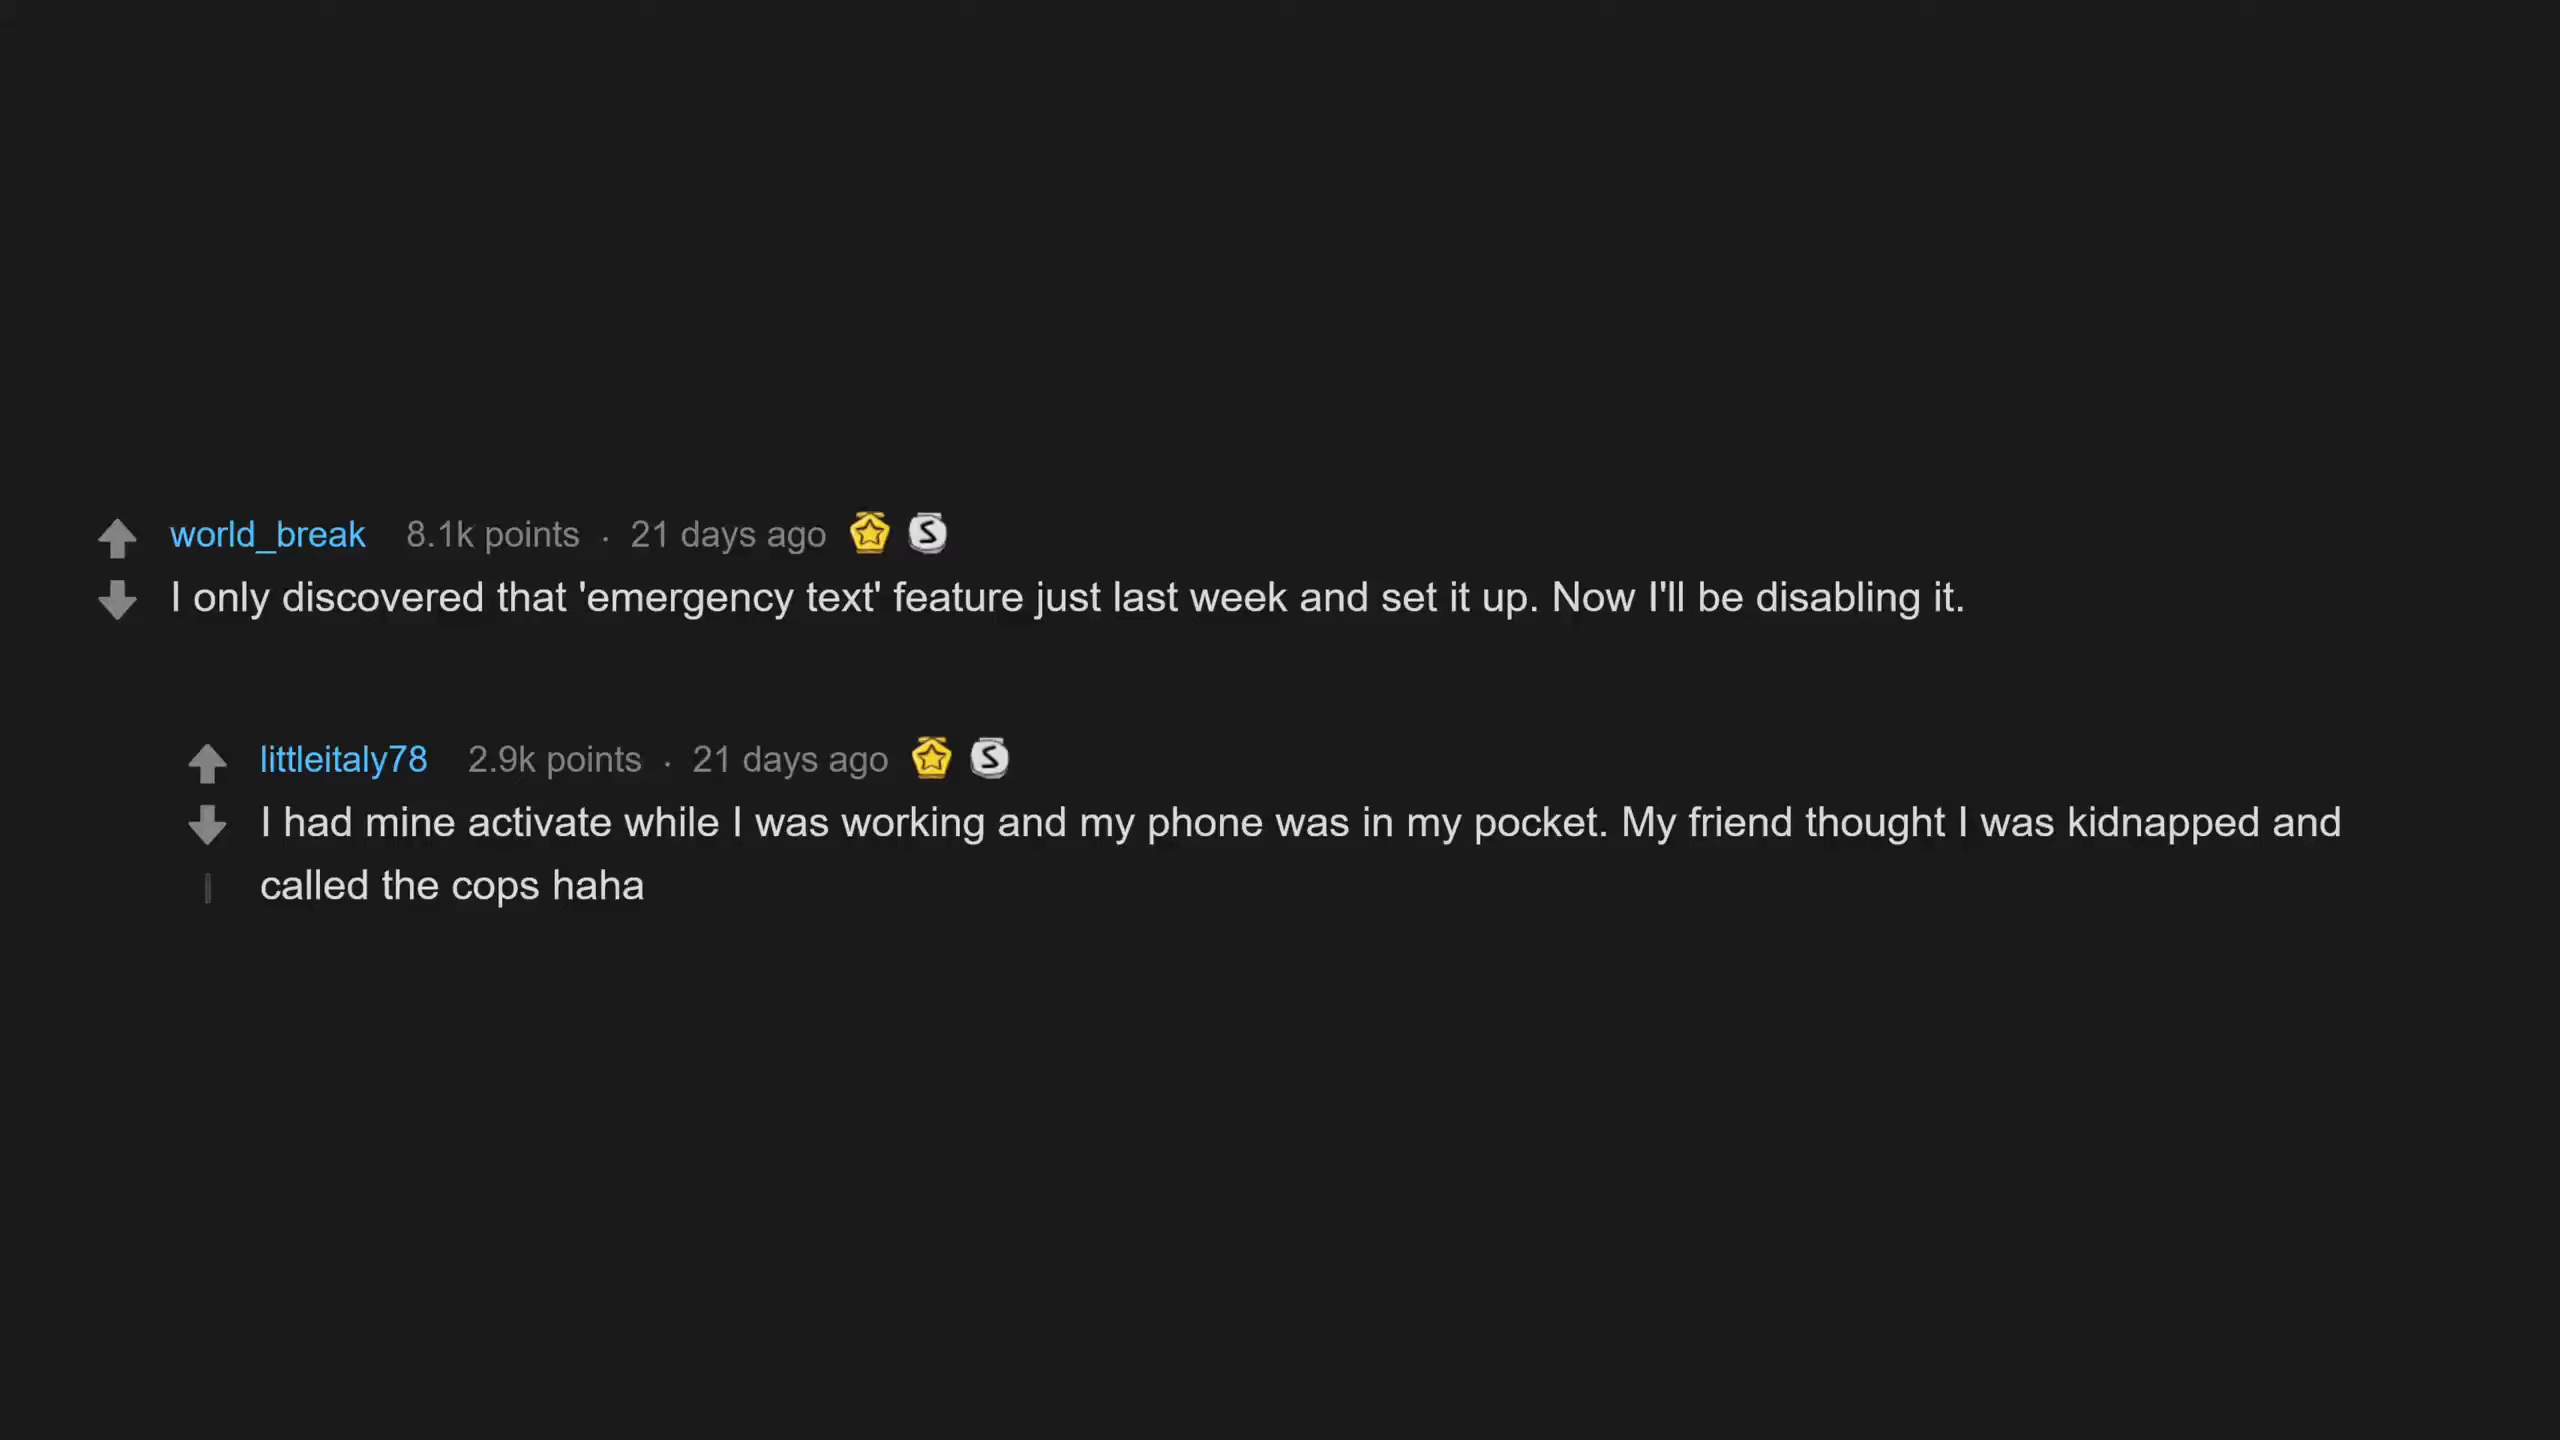 world_break 8.1k points · 21 days ago S
I only discovered that 'emergency text' feature just last week and set it up. Now I'll be disabling it.
littleitaly78 2.9k points · 21 days ago S
I had mine activate while I was working and my phone was in my pocket. My friend thought I was kidnapped and
called the cops haha